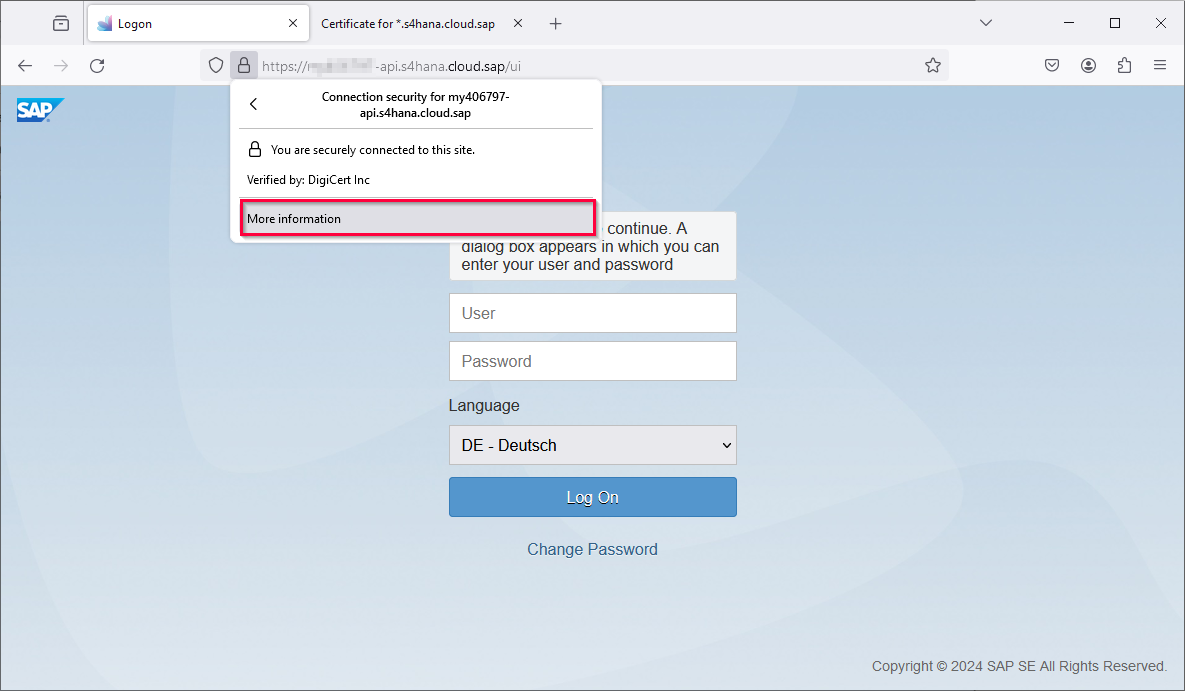 Logon
Certificate for *.s4hana.cloud.sap
https:// -api.s4hana.cloud.sap/ui
SAP
Connection security for my406797-
api.s4hana.cloud.sap
You are securely connected to this site.
Verified by: DigiCert Inc
More information
continue. A
dialog box appears in which you can
enter your user and password
User
Password
Language
DE - Deutsch
Log On
Change Password
Copyright © 2024 SAP SE All Rights Reserved.